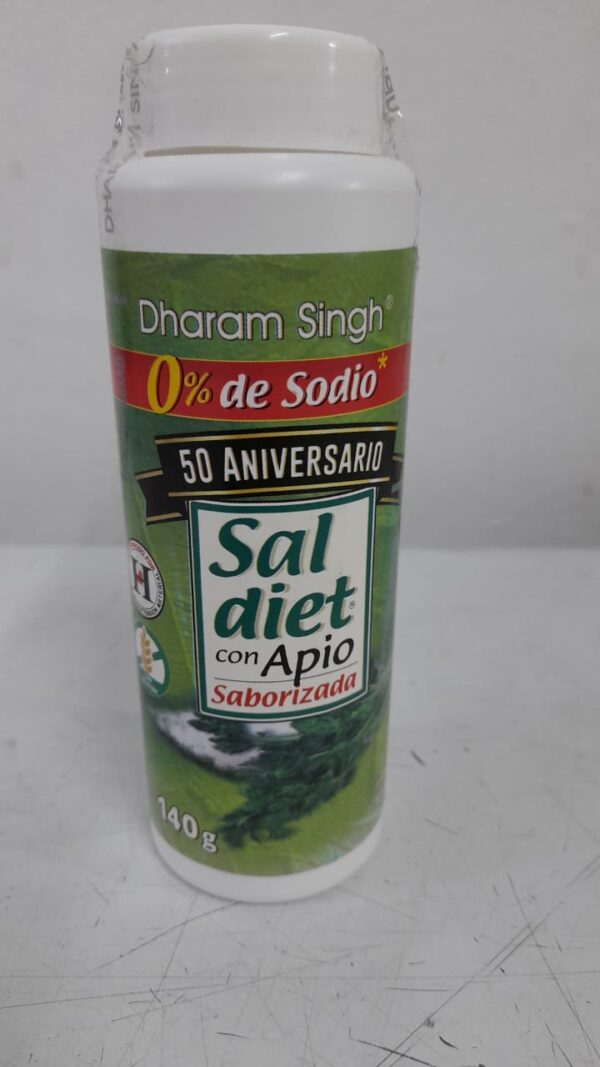 Dharam Singh®
0% de Sodio*
50 ANIVERSARIO
Sal
diet®
con Apio
Saborizada
H
140g